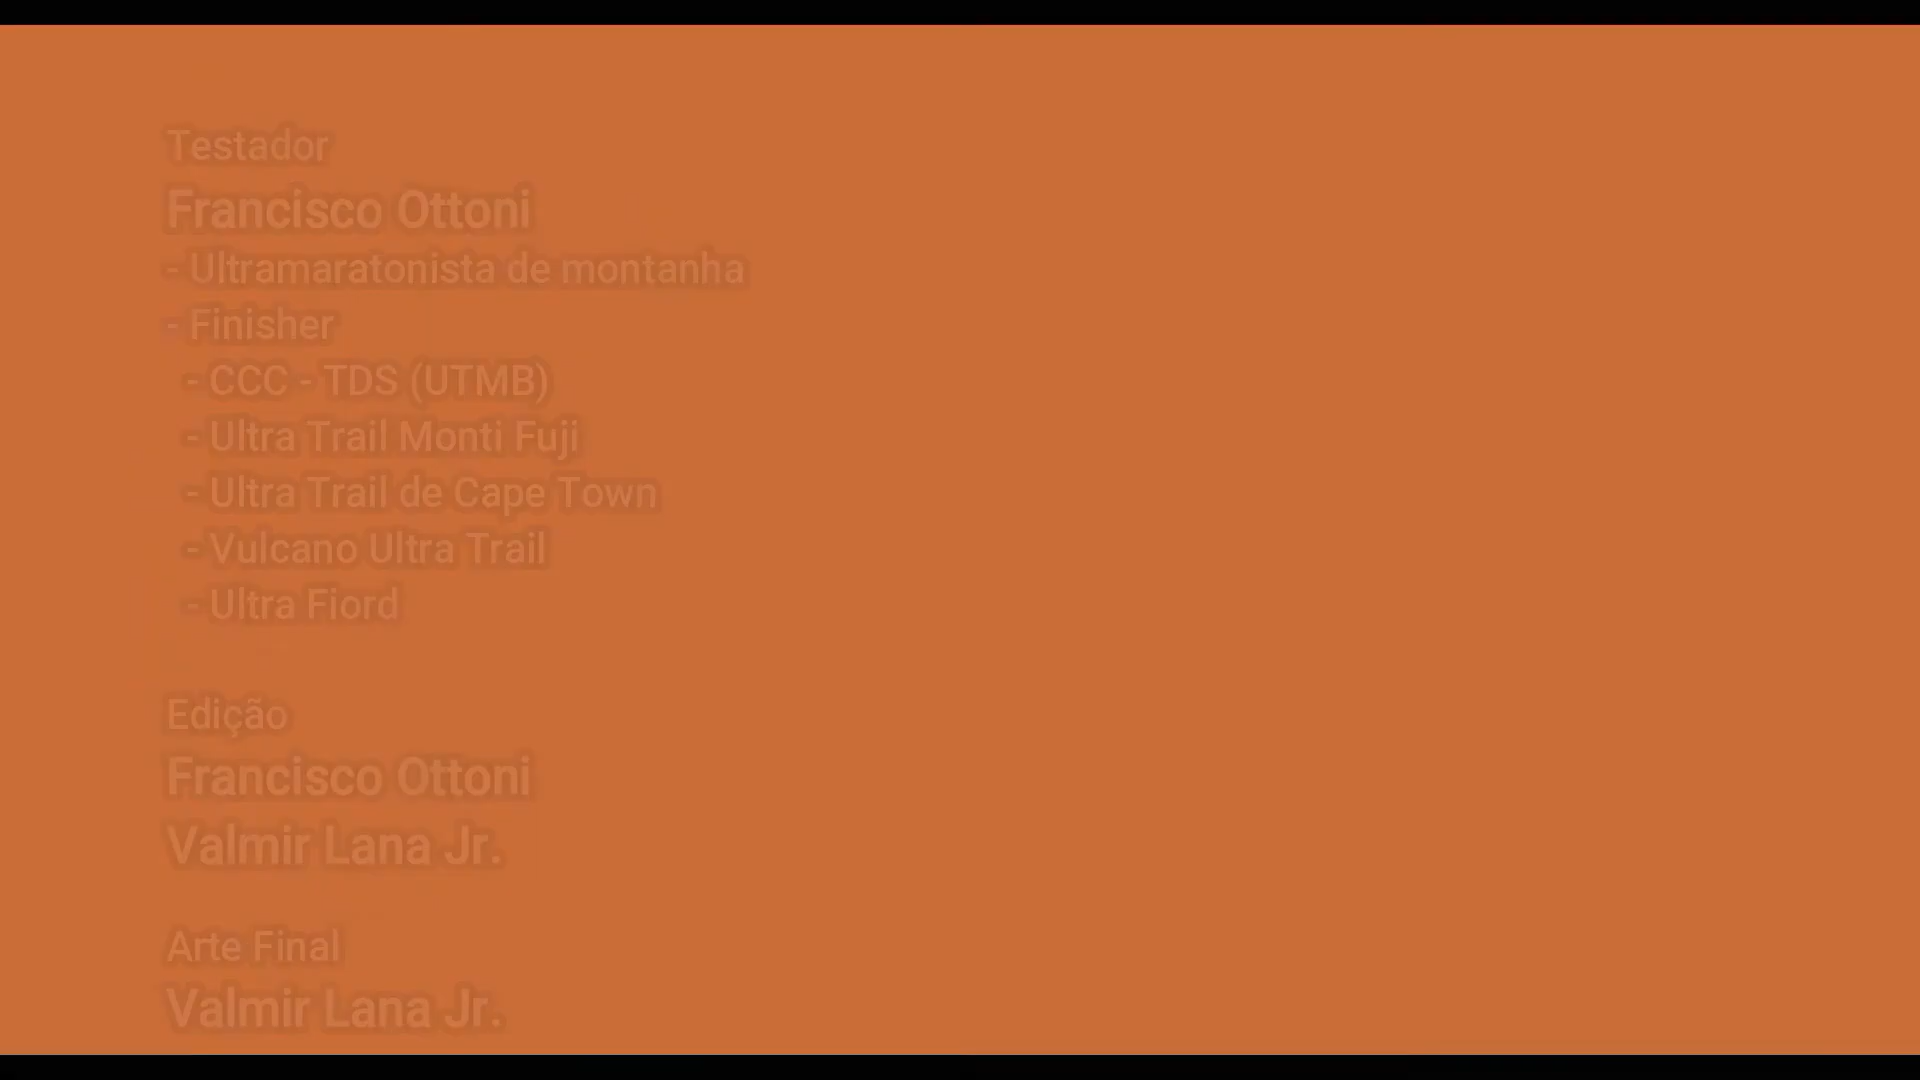 Testador
Francisco Ottoni
- Ultramaratonista de montanha
- Finisher
- CCC - TDS (UTMB)
- Ultra Trail Monti Fuji
- Ultra Trail de Cape Town
- Vulcano Ultra Trail
- Ultra Fiord
Edição
Francisco Ottoni
Valmir Lana Jr.
Arte Final
Valmir Lana Jr.